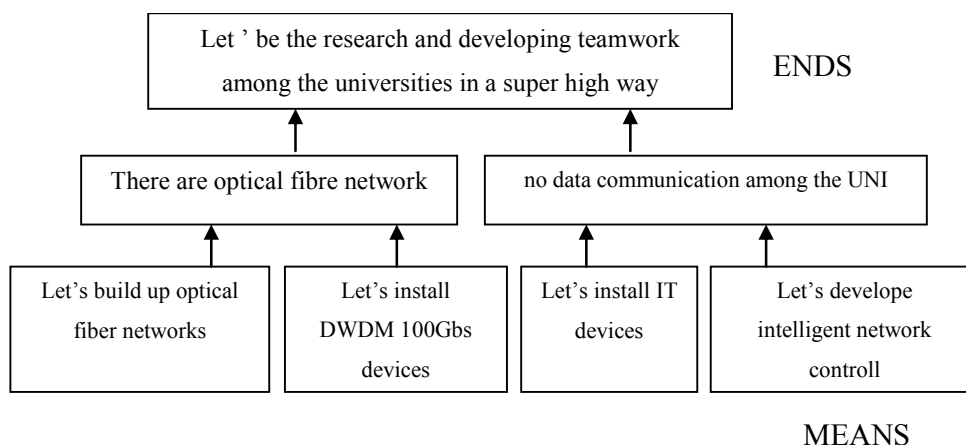 Let ’ be the research and developing teamwork
among the universities in a super high way
ENDS
There are optical fibre network
no data communication among the UNI
Let’s build up optical
fiber networks
Let’s install
DWDM 100Gbs
devices
Let’s install IT
devices
Let’s develope
intelligent network
controll
MEANS